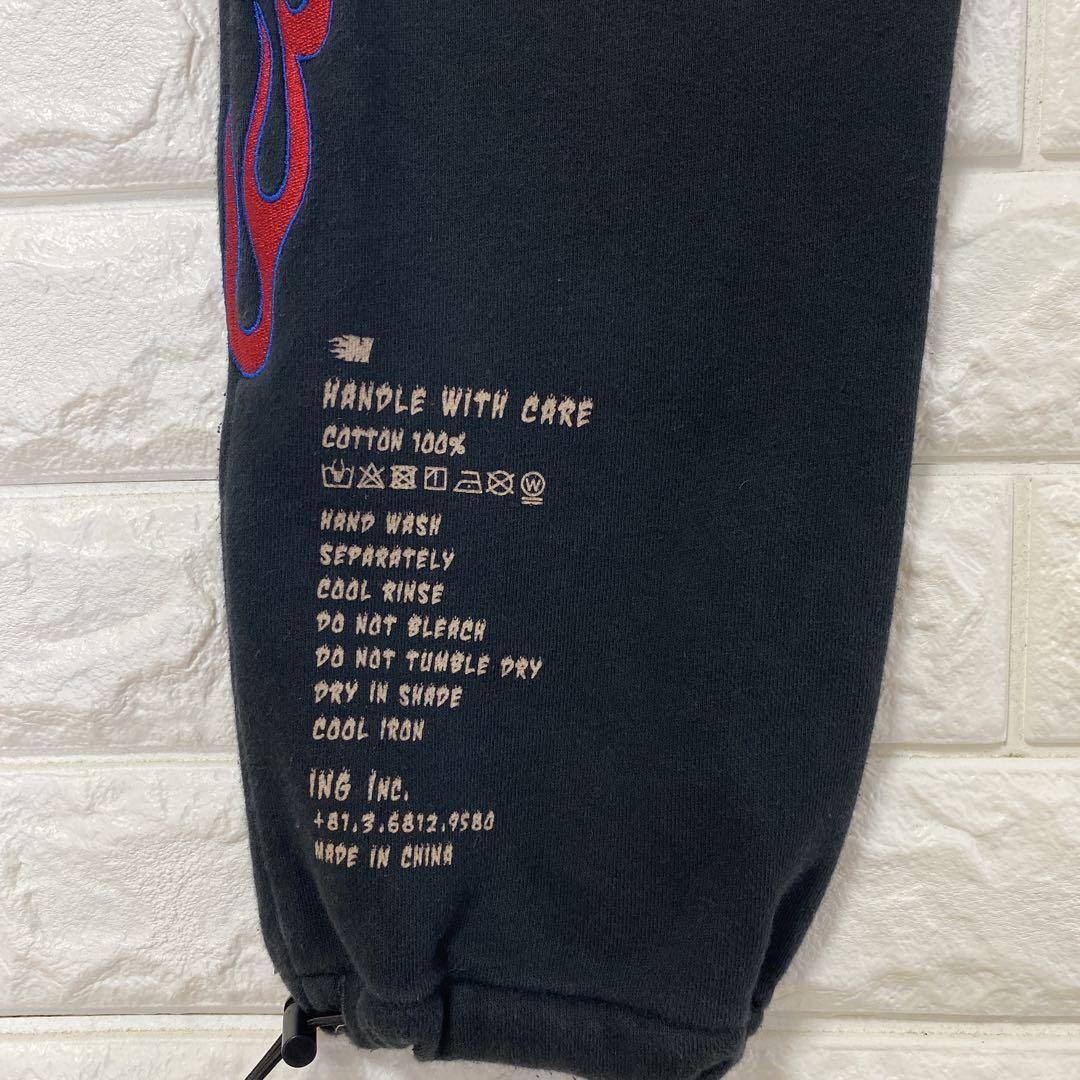 M
HANDLE WITH CARE
COTTON 100%
W
HAND WASH
SEPARATELY
COOL RINSE
DO NOT BLEACH
DO NOT TUMBLE DRY
DRY IN SHADE
COOL IRON
ING INC.
+81.3.6812.9580
MADE IN CHINA